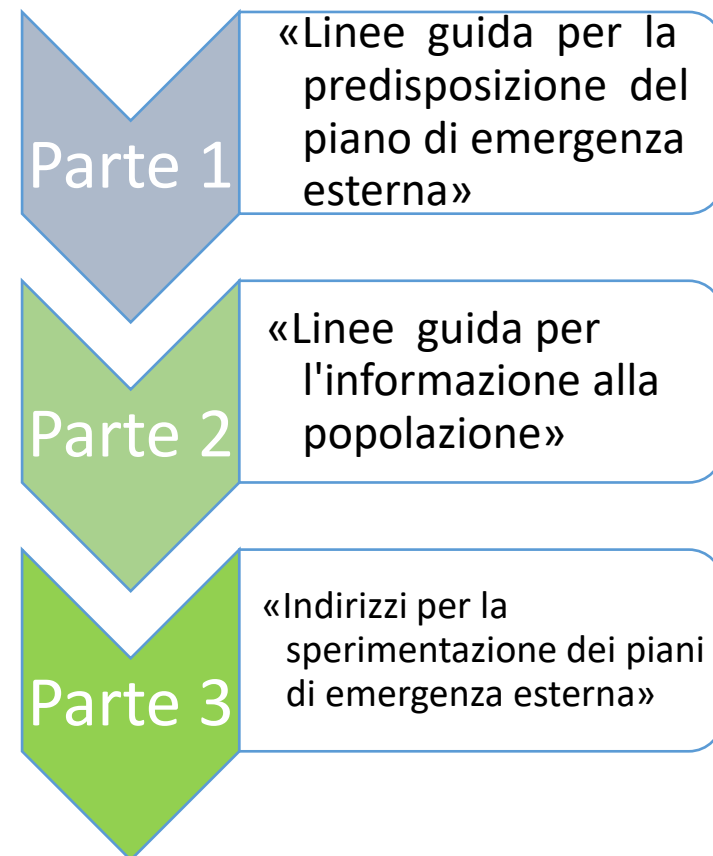 Parte 1
«Linee guida per la
predisposizione del
piano di emergenza
esterna»
Parte 2
«Linee guida per
l'informazione alla
popolazione»
Parte 3
«Indirizzi per la
sperimentazione dei piani
di emergenza esterna»